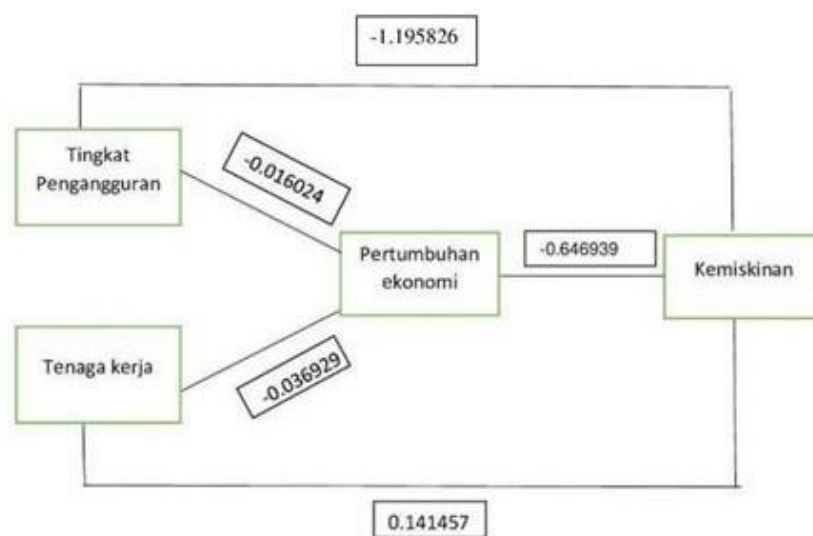 -1.195826
Tingkat
Pengangguran
-0.016024
Pertumbuhan
ekonomi
-0.646939
Kemiskinan
Tenaga kerja
-0.036929
0.141457